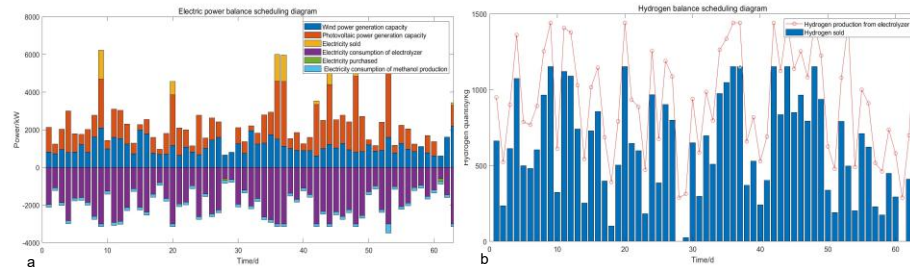 Electric power balance scheduling diagram
8000
6000
4000
2000
0
-2000
-4000
Power/kW
Wind power generation capacity
Photovoltaic power generation capacity
Electricity sold
Electricity consumption of electrolyzer
Electricity purchased
Electricity consumption of methanol production
0
10
20
30
40
50
60
Time/d
a
Hydrogen balance scheduling diagram
1500
1000
500
0
Hydrogen quantity/kg
Hydrogen production from electrolyzer
Hydrogen sold
0
10
20
30
40
50
60
Time/d
b